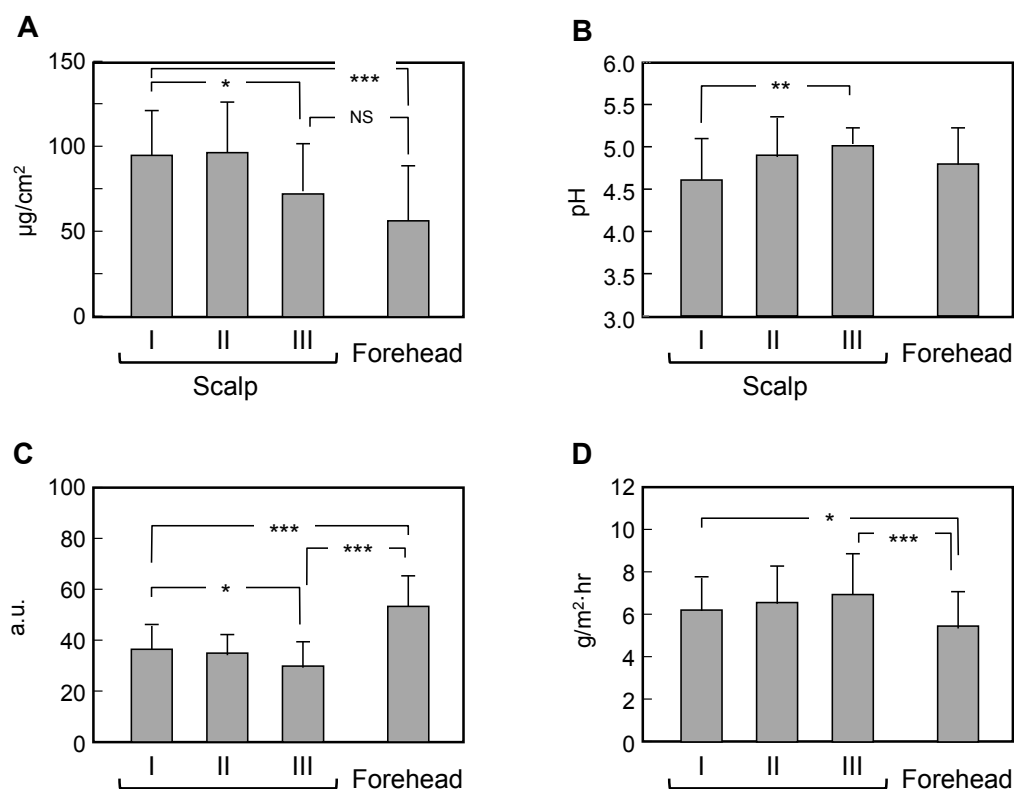 A
150
100
50
0
µg/cm²
*
***
NS
I II III Forehead
Scalp
B
6.0
5.5
5.0
4.5
4.0
3.5
3.0
pH
**
I II III Forehead
Scalp
C
100
80
60
40
20
0
a.u.
***
***
*
I II III Forehead
D
12
10
8
6
4
2
0
g/m²·hr
*
***
I II III Forehead